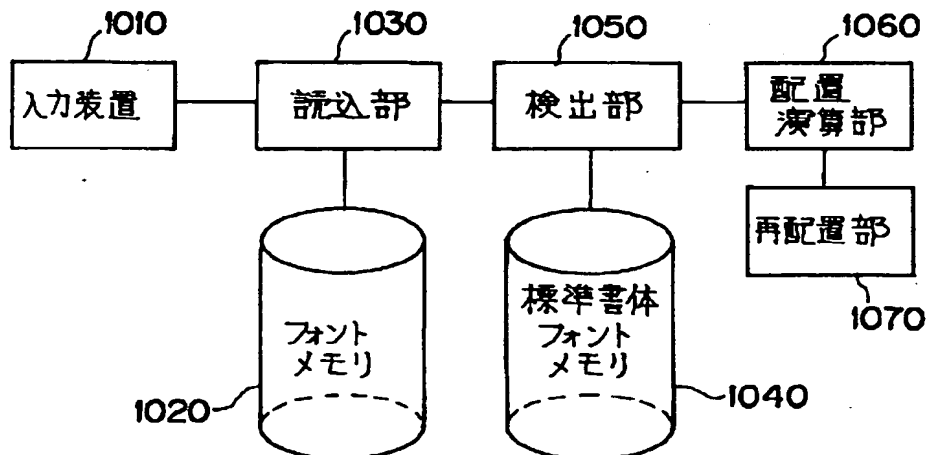 1010
1030
1050
1060
入力装置
読込部
検出部
配置
演算部
再配置部
1070
フォント
メモリ
1020
標準書体
フォント
メモリ
1040